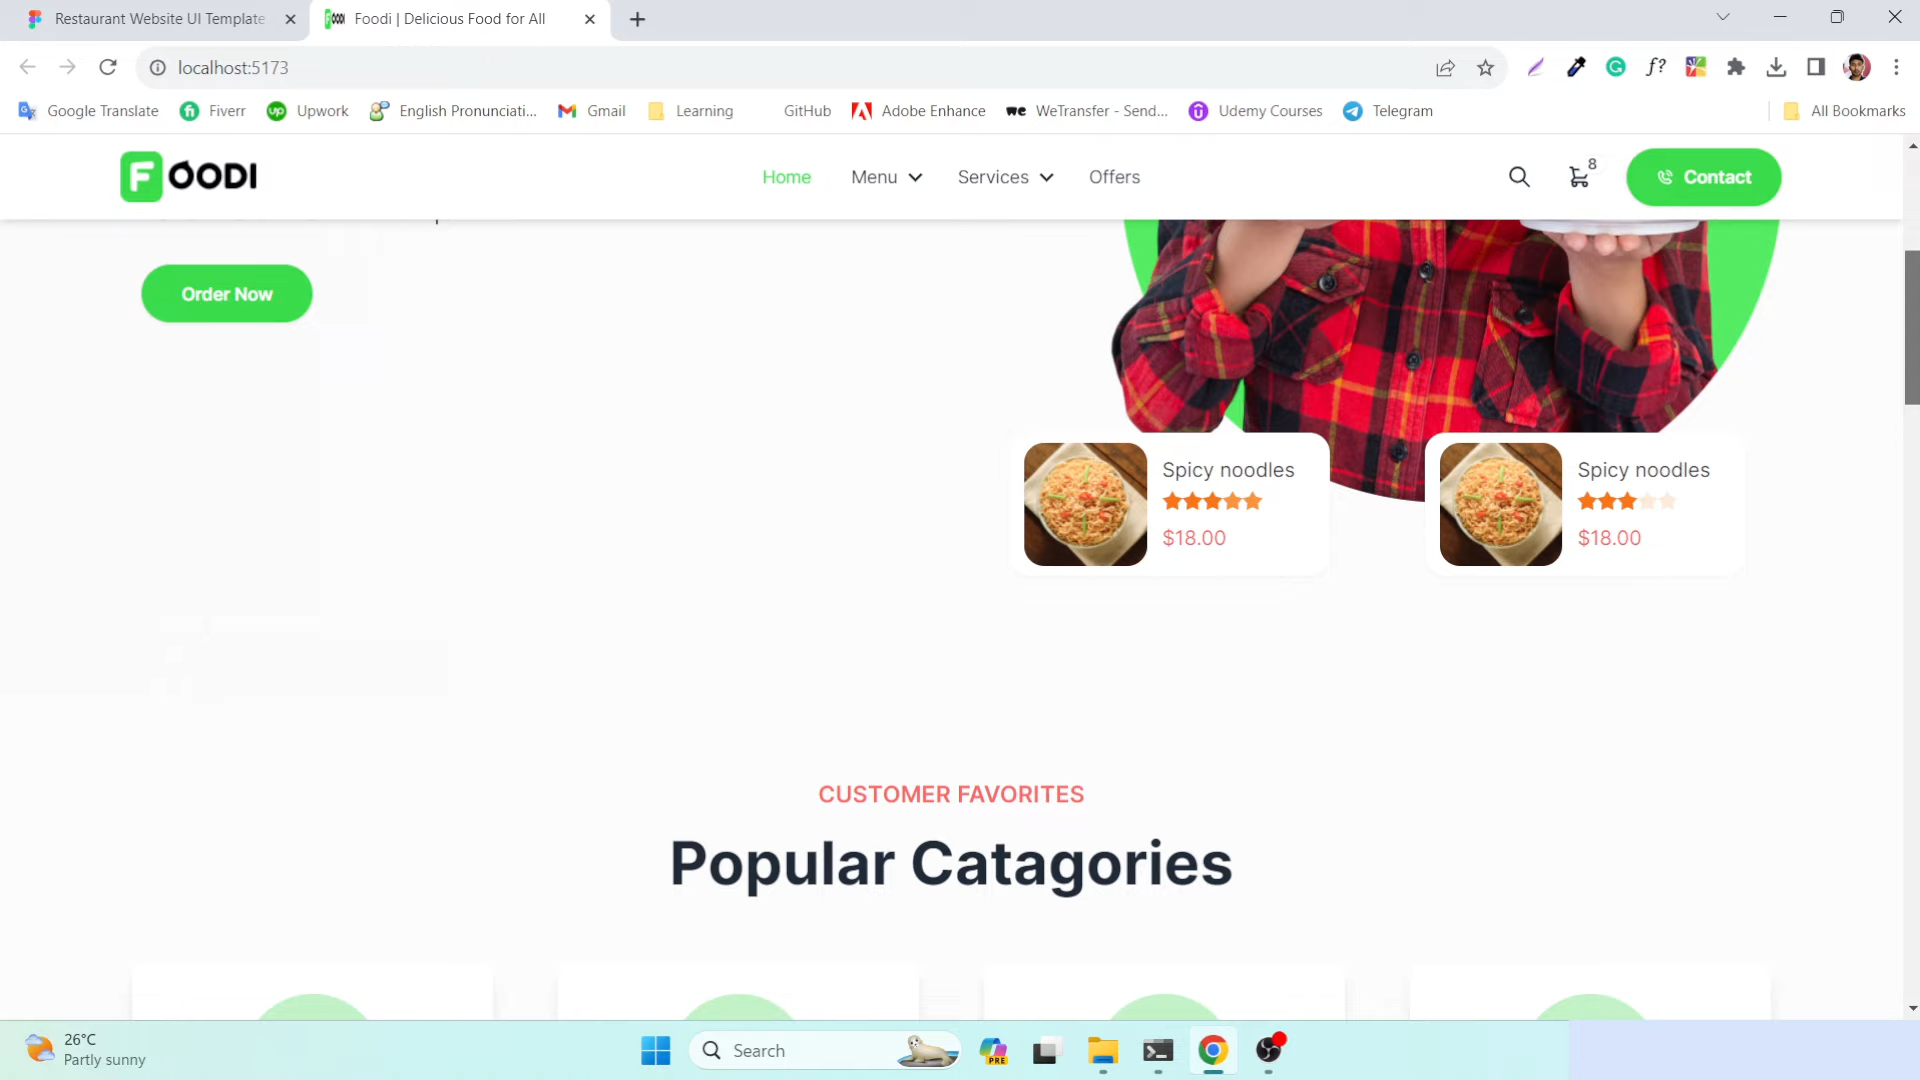 Restaurant Website UI Template
Foodi | Delicious Food for All
localhost:5173
Google Translate
Fiverr
Upwork
English Pronunciati...
Gmail
Learning
GitHub
Adobe Enhance
WeTransfer - Send...
Udemy Courses
Telegram
All Bookmarks
FOODI
Home
Menu
Services
Offers
8
Contact
Order Now
Spicy noodles
$18.00
Spicy noodles
$18.00
CUSTOMER FAVORITES
Popular Catagories
26°C
Partly sunny
Search
PRE